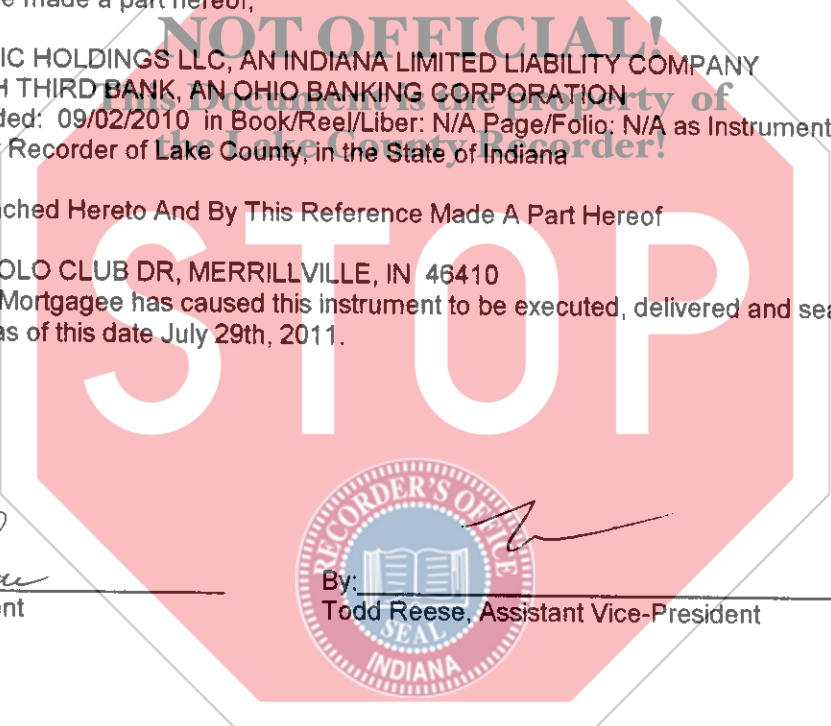 e made a part hereof,
NOT OFFICIAL!
IC HOLDINGS LLC, AN INDIANA LIMITED LIABILITY COMPANY
H THIRD BANK, AN OHIO BANKING CORPORATION
This Document is the property of
ded: 09/02/2010 in Book/Reel/Liber: N/A Page/Folio: N/A as Instrument
the Lake County Recorder!
Recorder of Lake County, in the State of Indiana
ched Hereto And By This Reference Made A Part Hereof
STOP
OLO CLUB DR, MERRILLVILLE, IN 46410
Mortgagee has caused this instrument to be executed, delivered and sea
as of this date July 29th, 2011.
RECORDER'S OFFICE
SEAL
INDIANA
By:
ent
Todd Reese, Assistant Vice-President